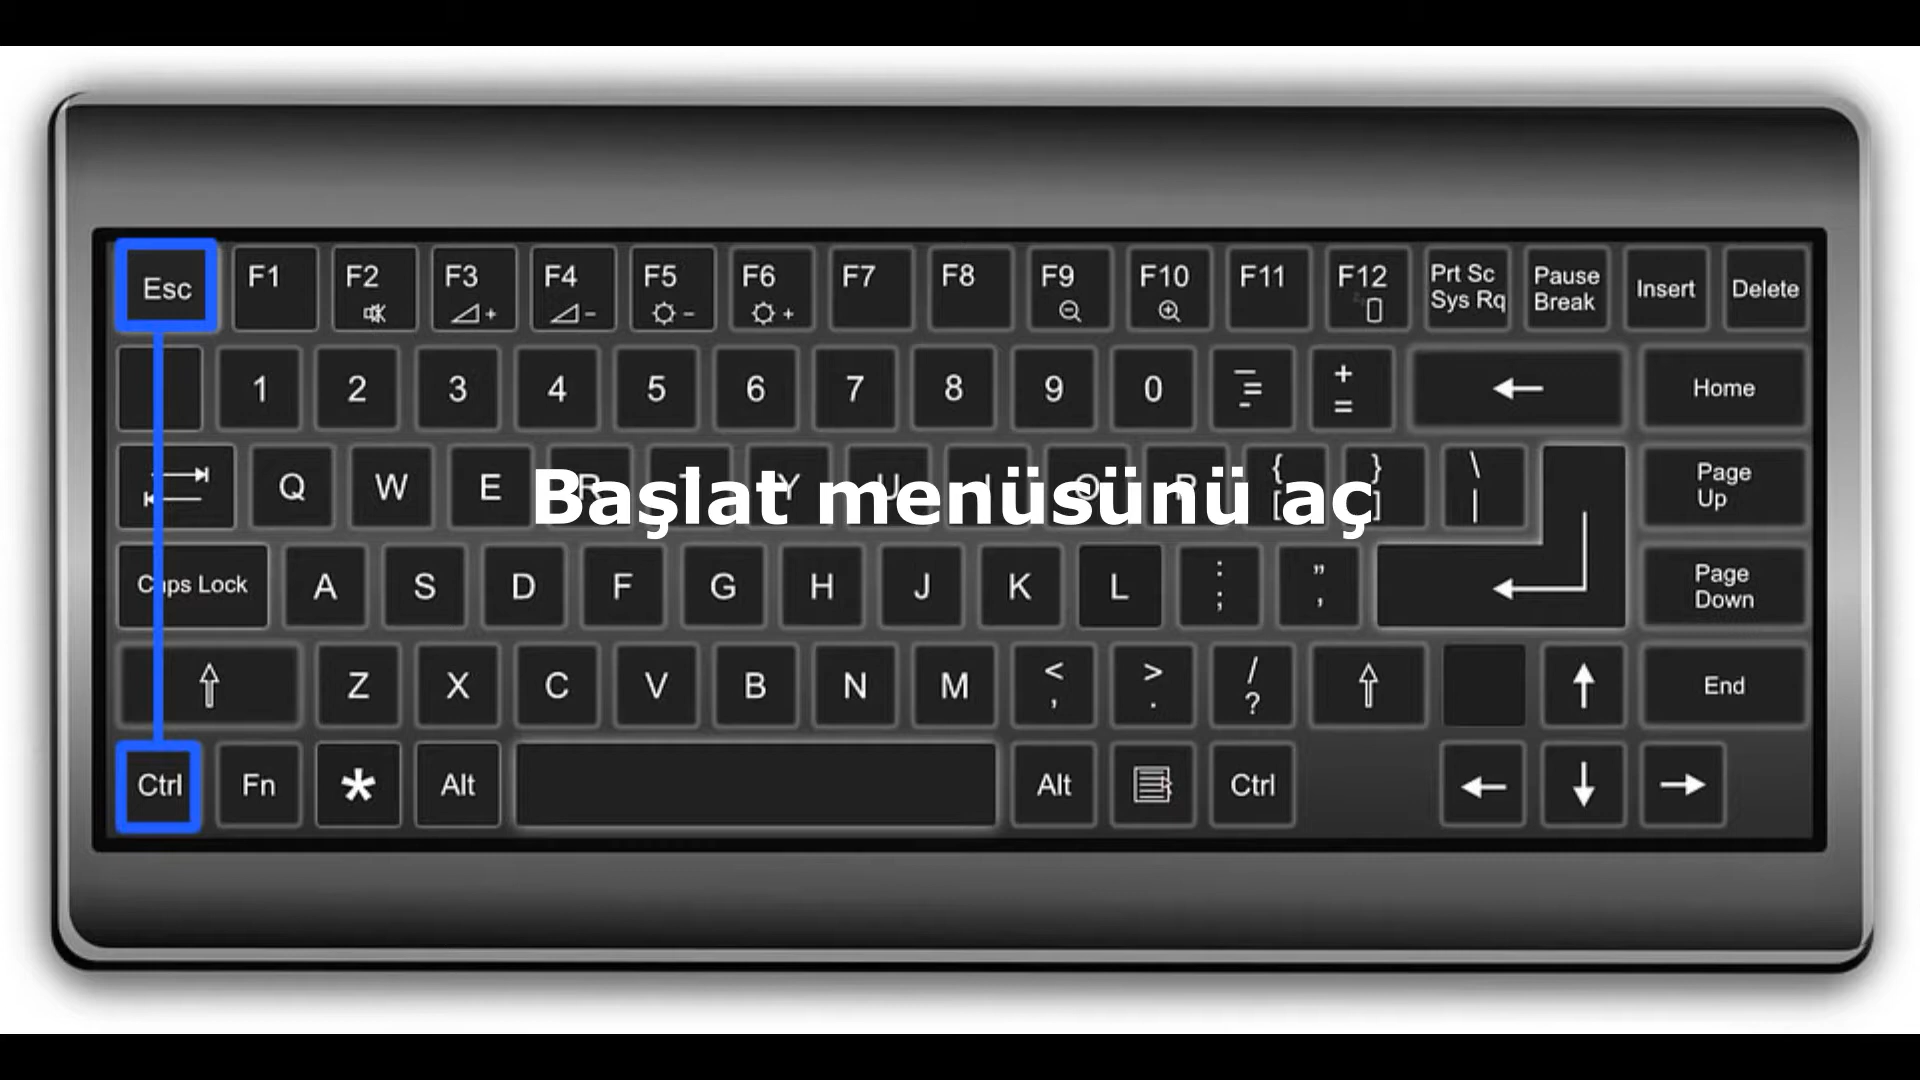 Esc F1 F2 F3 + F4 - F5 - F6 + F7 F8 F9 F10 F11 F12 Prt Sc Sys Rq Pause Break Insert Delete
1 2 3 4 5 6 7 8 9 0 - = + = ← Home
Q W E R Y U I O P { [ } ] \ | Page Up
Başlat menüsünü aç
Caps Lock A S D F G H J K L : ; " , Page Down
⇧ Z X C V B N M < , > . / ? ⇧ ↑ End
Ctrl Fn * Alt Alt Ctrl ← ↓ →